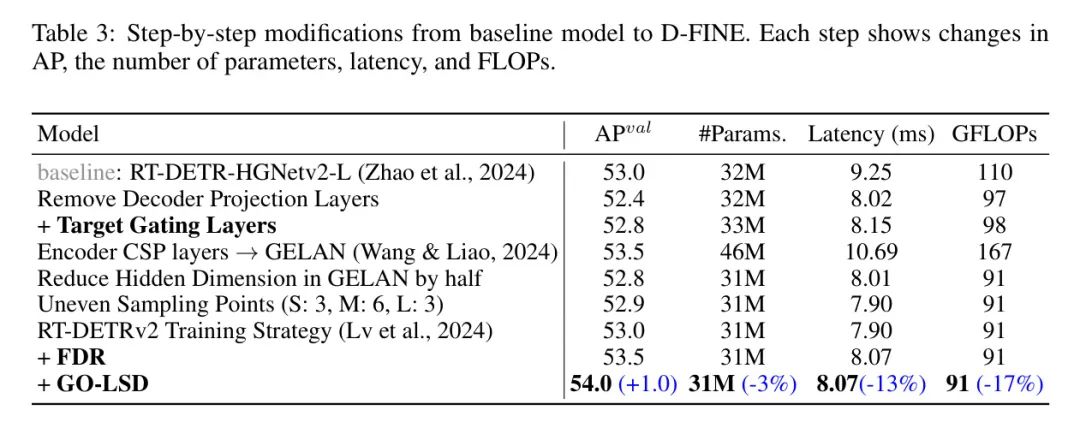 Table 3: Step-by-step modifications from baseline model to D-FINE. Each step shows changes in
AP, the number of parameters, latency, and FLOPs.
Model AP^val #Params. Latency (ms) GFLOPs
baseline: RT-DETR-HGNetv2-L (Zhao et al., 2024) 53.0 32M 9.25 110
Remove Decoder Projection Layers 52.4 32M 8.02 97
+ Target Gating Layers 52.8 33M 8.15 98
Encoder CSP layers → GELAN (Wang & Liao, 2024) 53.5 46M 10.69 167
Reduce Hidden Dimension in GELAN by half 52.8 31M 8.01 91
Uneven Sampling Points (S: 3, M: 6, L: 3) 52.9 31M 7.90 91
RT-DETRv2 Training Strategy (Lv et al., 2024) 53.0 31M 7.90 91
+ FDR 53.5 31M 8.07 91
+ GO-LSD 54.0 (+1.0) 31M (-3%) 8.07(-13%) 91 (-17%)